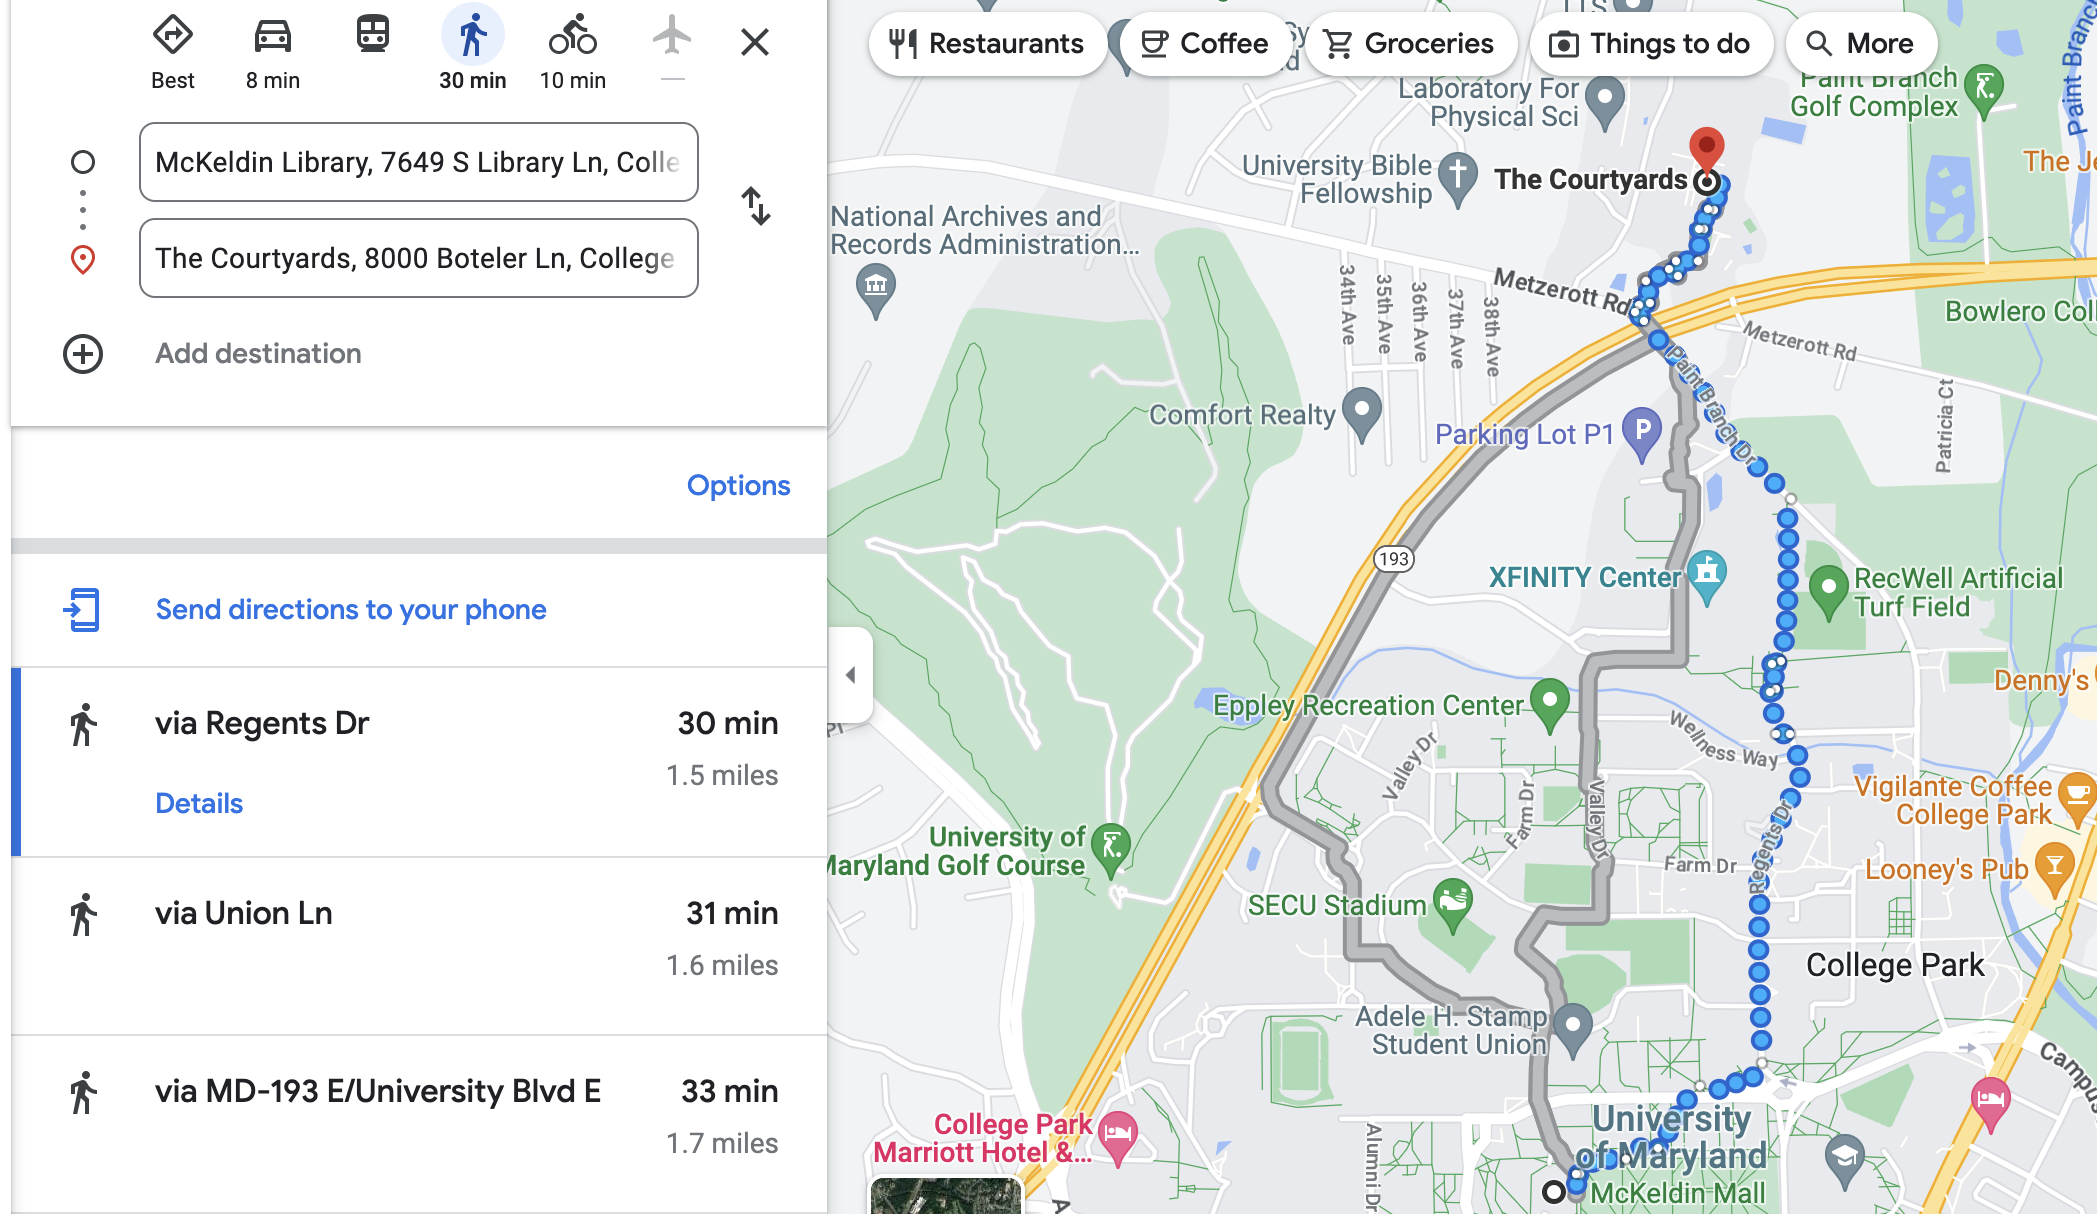 Best
8 min
30 min
10 min
McKeldin Library, 7649 S Library Ln, Colle
The Courtyards, 8000 Boteler Ln, College
Add destination
Options
Send directions to your phone
via Regents Dr
30 min
1.5 miles
Details
via Union Ln
31 min
1.6 miles
via MD-193 E/University Blvd E
33 min
1.7 miles
Restaurants
Coffee
Groceries
Things to do
More
Laboratory For
Physical Sci
Paint Branch
Golf Complex
Paint Branch
University Bible
Fellowship
The Courtyards
National Archives and
Records Administration...
34th Ave
35th Ave
36th Ave
37th Ave
38th Ave
Metzerott Rd
Metzerott Rd
Bowlero Coll
Paint Branch Dr
Patricia Ct
Comfort Realty
Parking Lot P1
P
193
XFINITY Center
RecWell Artificial
Turf Field
Denny's
Eppley Recreation Center
Wellness Way
Valley Dr
Farm Dr
Valley Dr
Regents Dr
Farm Dr
Vigilante Coffee
College Park
Looney's Pub
University of
Maryland Golf Course
SECU Stadium
College Park
Adele H. Stamp
Student Union
Campus
College Park
Marriott Hotel &...
Alumni Dr
University
of Maryland
McKeldin Mall